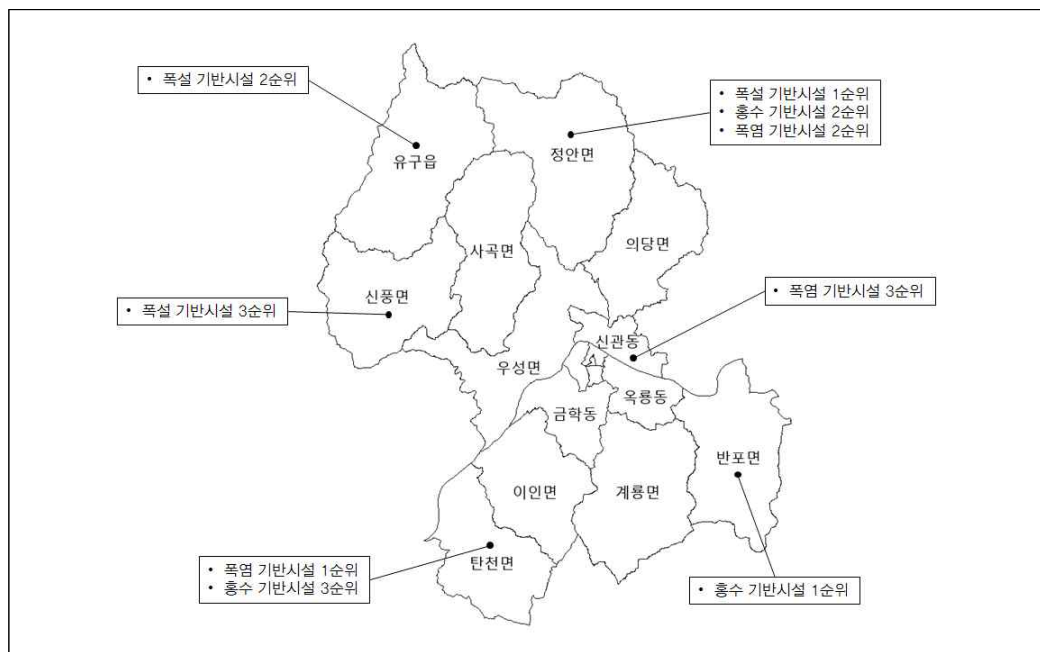 • 폭설 기반시설 2순위
• 폭설 기반시설 1순위
• 홍수 기반시설 2순위
• 폭염 기반시설 2순위
유구읍
정안면
의당면
사곡면
신풍면
• 폭염 기반시설 3순위
• 폭설 기반시설 3순위
신관동
우성면
옥룡동
금학동
반포면
이인면
계룡면
탄천면
• 폭염 기반시설 1순위
• 홍수 기반시설 3순위
• 홍수 기반시설 1순위